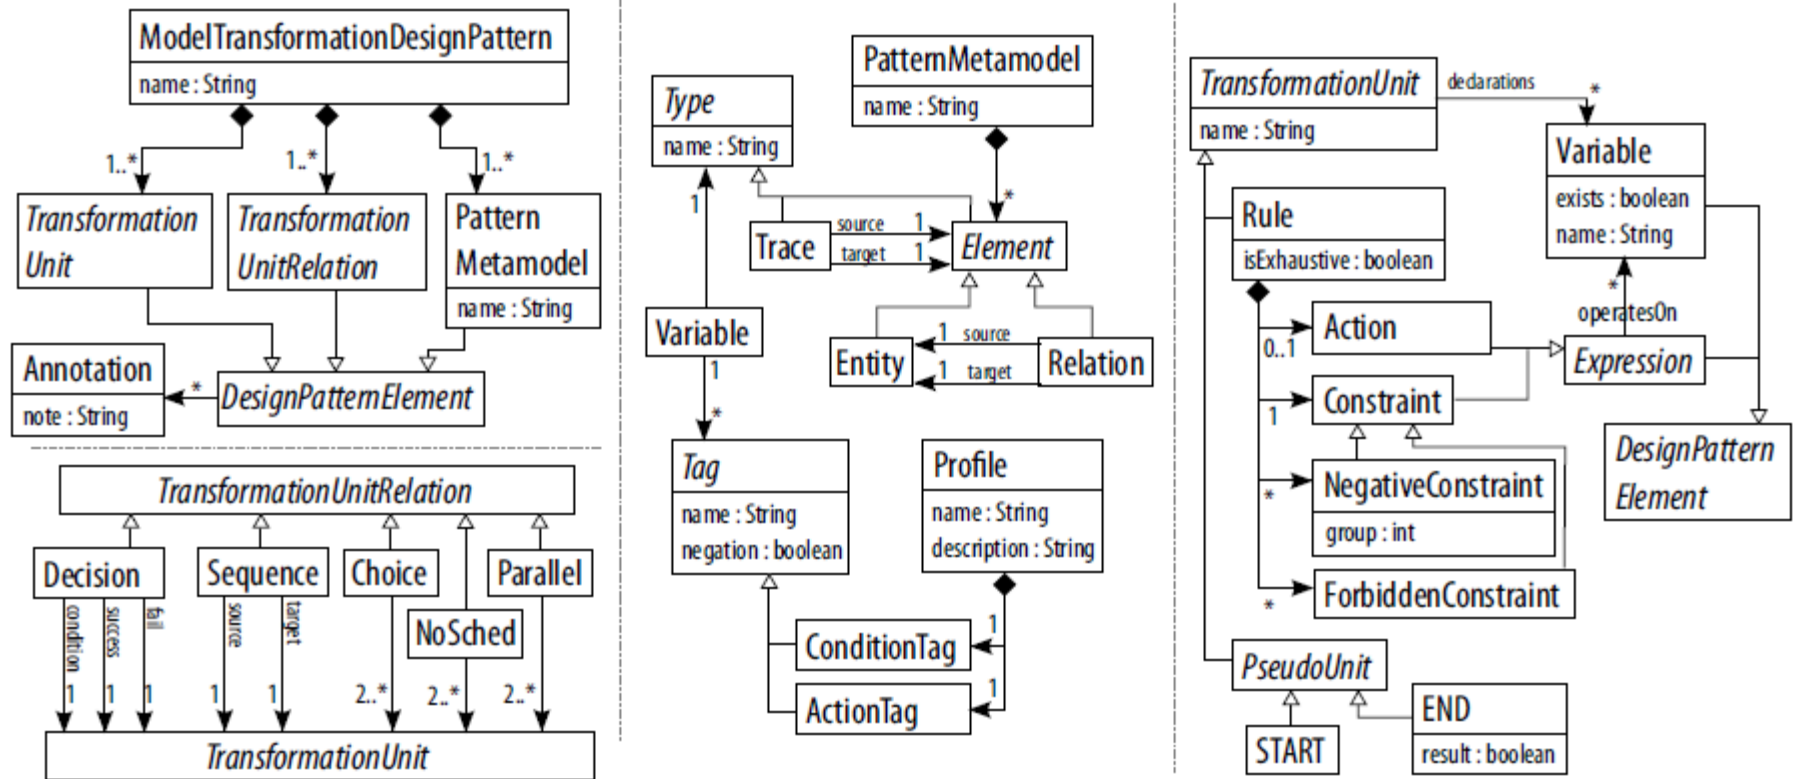 ModelTransformationDesignPattern
name : String
1..*
1..*
1..*
Transformation
Unit
Transformation
UnitRelation
Pattern
Metamodel
name : String
Annotation
note : String
*
DesignPatternElement
TransformationUnitRelation
Decision
Sequence
Choice
Parallel
NoSched
condition
success
fail
source
target
1
1
1
1
1
2..*
2..*
2..*
TransformationUnit
Type
name : String
PatternMetamodel
name : String
*
1
Trace
source
1
target
1
Element
Variable
Entity
1
source
1
target
Relation
1
*
Tag
name : String
negation : boolean
Profile
name : String
description : String
ConditionTag
1
ActionTag
1
TransformationUnit
name : String
declarations
*
Variable
exists : boolean
name : String
Rule
isExhaustive : boolean
*
operatesOn
Action
0..1
Expression
Constraint
1
NegativeConstraint
group : int
*
ForbiddenConstraint
*
DesignPattern
Element
PseudoUnit
START
END
result : boolean